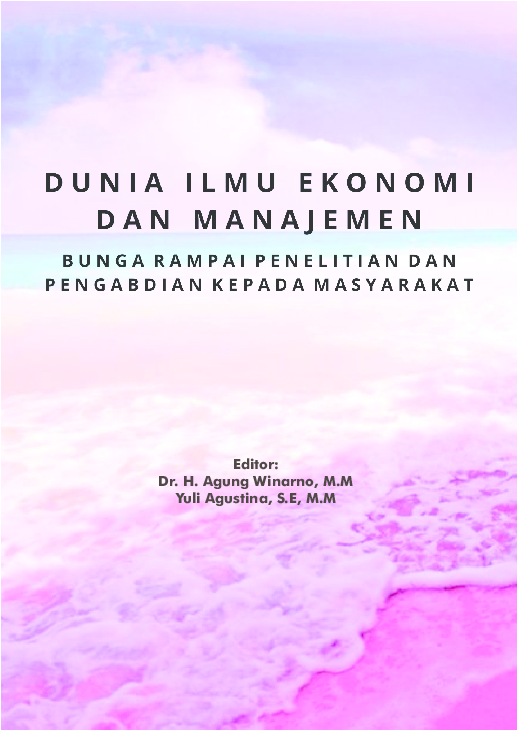 DUNIA ILMU EKONOMI
DAN MANAJEMEN
BUNGA RAMPAI PENELITIAN DAN
PENGABDIAN KEPADA MASYARAKAT
Editor:
Dr. H. Agung Winarno, M.M
Yuli Agustina, S.E, M.M